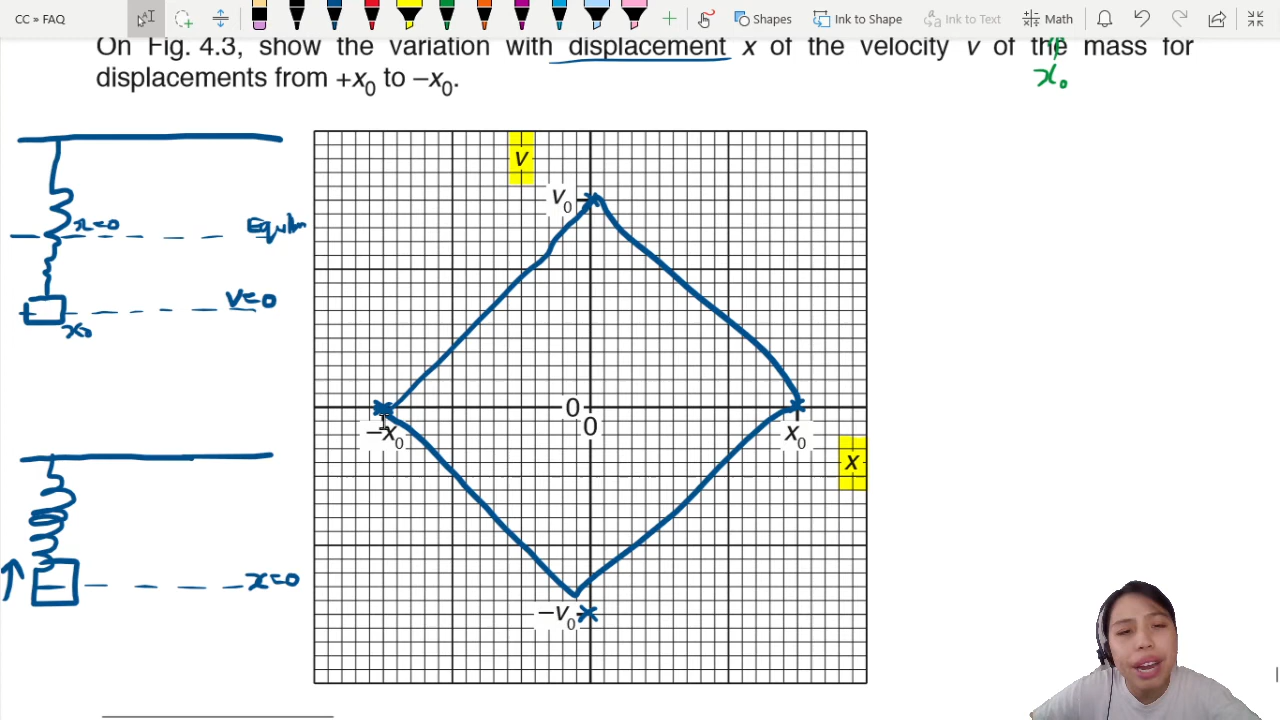 CC » FAQ
Shapes
Ink to Shape
Ink to Text
Math
On Fig. 4.3, show the variation with displacement x of the velocity v of the mass for
displacements from +x₀ to −x₀.
x₀
v
v₀
x=0
v=0
x₀
0
0
−x₀
x₀
x
x=0
−v₀